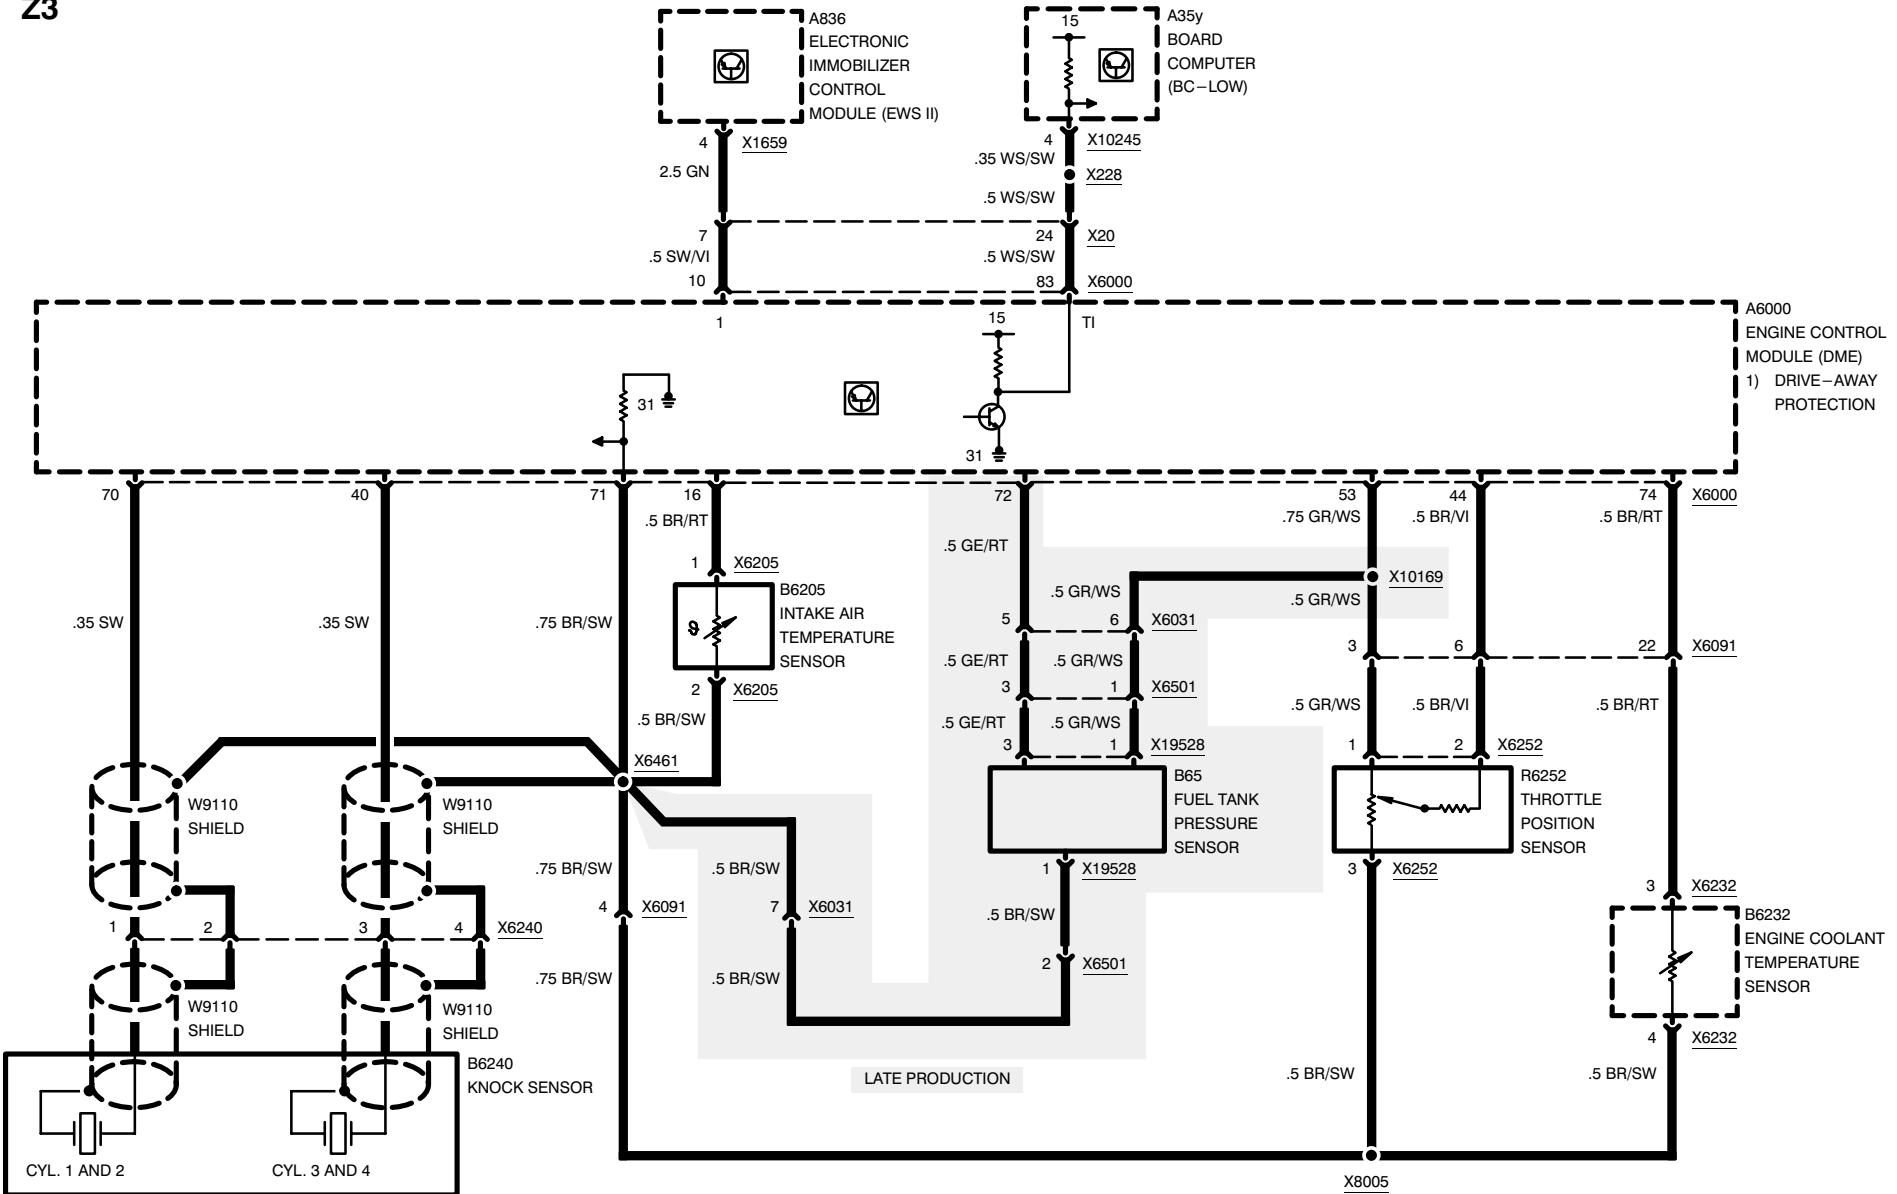 Z3
A836
ELECTRONIC
IMMOBILIZER
CONTROL
MODULE (EWS II)
15
A35y
BOARD
COMPUTER
(BC–LOW)
4 X1659
4 X10245
2.5 GN
.35 WS/SW
X228
.5 WS/SW
7
24 X20
.5 SW/VI
.5 WS/SW
10
83 X6000
1
15
TI
31
31
A6000
ENGINE CONTROL
MODULE (DME)
1) DRIVE–AWAY
PROTECTION
70 40 71 16 72 53 44 74 X6000
.5 BR/RT
.75 GR/WS
.5 BR/VI
.5 BR/RT
.5 GE/RT
1 X6205
X10169
B6205
INTAKE AIR
TEMPERATURE
SENSOR
ϑ
.5 GR/WS
.5 GR/WS
.35 SW
.35 SW
.75 BR/SW
5 6 X6031
3 6 22 X6091
.5 GE/RT
.5 GR/WS
2 X6205
3 1 X6501
.5 GR/WS
.5 BR/VI
.5 BR/RT
.5 BR/SW
.5 GE/RT
.5 GR/WS
3 1 X19528
1 2 X6252
X6461
B65
FUEL TANK
PRESSURE
SENSOR
R6252
THROTTLE
POSITION
SENSOR
W9110
SHIELD
W9110
SHIELD
.75 BR/SW
.5 BR/SW
1 X19528
3 X6252
3 X6232
4 X6091
7 X6031
.5 BR/SW
B6232
ENGINE COOLANT
TEMPERATURE
SENSOR
1 2 3 4 X6240
2 X6501
.75 BR/SW
.5 BR/SW
W9110
SHIELD
W9110
SHIELD
4 X6232
B6240
KNOCK SENSOR
LATE PRODUCTION
.5 BR/SW
.5 BR/SW
CYL. 1 AND 2
CYL. 3 AND 4
X8005